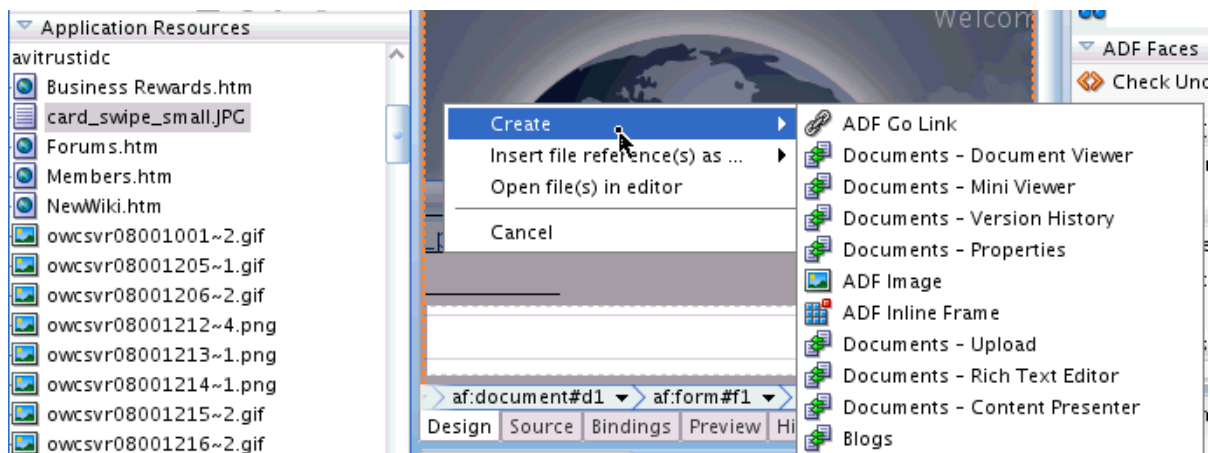 Application Resources
avitrustidc
Business Rewards.htm
card_swipe_small.JPG
Forums.htm
Members.htm
NewWiki.htm
owcsvr08001001~2.gif
owcsvr08001205~1.gif
owcsvr08001206~2.gif
owcsvr08001212~4.png
owcsvr08001213~1.png
owcsvr08001214~1.png
owcsvr08001215~2.gif
owcsvr08001216~2.gif
Welcom
Create
Insert file reference(s) as ...
Open file(s) in editor
Cancel
ADF Go Link
Documents - Document Viewer
Documents - Mini Viewer
Documents - Version History
Documents - Properties
ADF Image
ADF Inline Frame
Documents - Upload
Documents - Rich Text Editor
Documents - Content Presenter
Blogs
af:document#d1 af:form#f1
Design Source Bindings Preview Hi
ADF Faces
Check Und